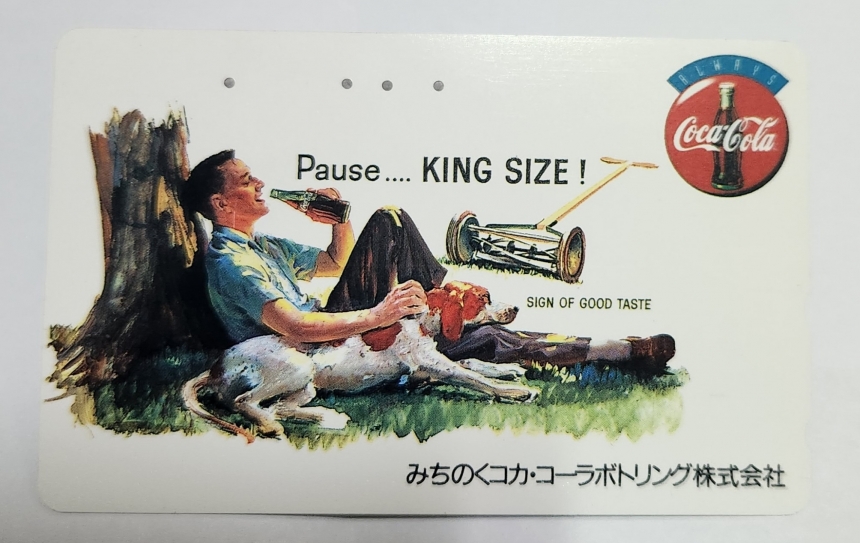 ALWAYS
Coca-Cola
Pause.... KING SIZE!
SIGN OF GOOD TASTE
みちのくコカ・コーラボトリング株式会社